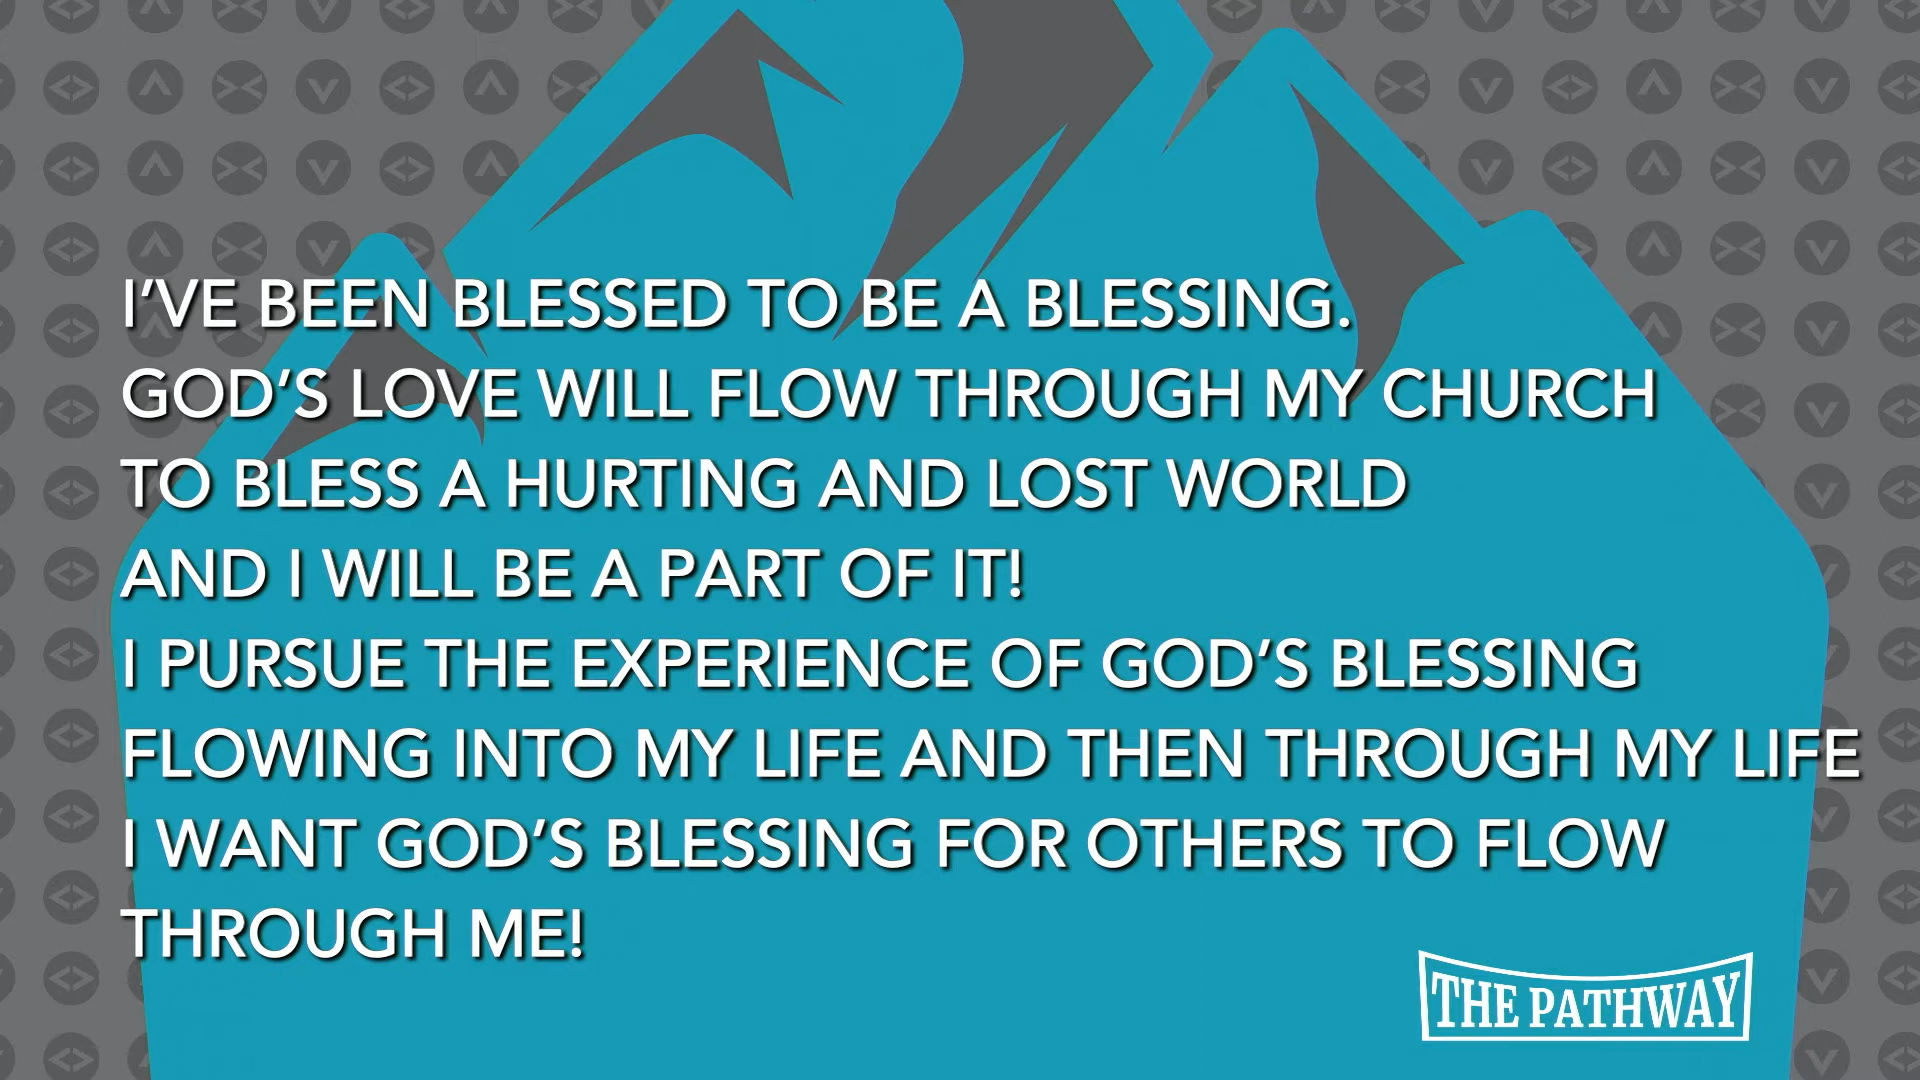 I’VE BEEN BLESSED TO BE A BLESSING.
GOD’S LOVE WILL FLOW THROUGH MY CHURCH
TO BLESS A HURTING AND LOST WORLD
AND I WILL BE A PART OF IT!
I PURSUE THE EXPERIENCE OF GOD’S BLESSING
FLOWING INTO MY LIFE AND THEN THROUGH MY LIFE
I WANT GOD’S BLESSING FOR OTHERS TO FLOW
THROUGH ME!
THE PATHWAY